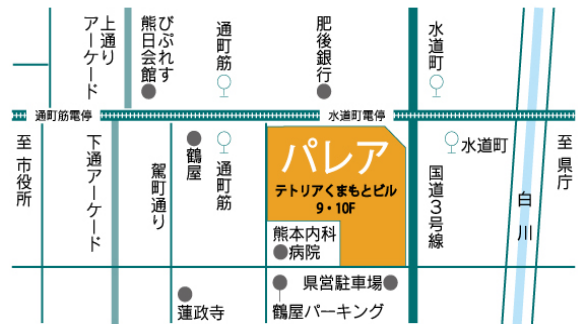 上通り
アーケード
びぷれす
熊日会館
通町筋
肥後銀行
水道町
通町筋電停
水道町電停
至 市役所
下通アーケード
駕町通り
鶴屋
通町筋
パレア
テトリアくまもとビル
9・10F
熊本内科
病院
国道3号線
水道町
白川
至 県庁
蓮政寺
県営駐車場
鶴屋パーキング